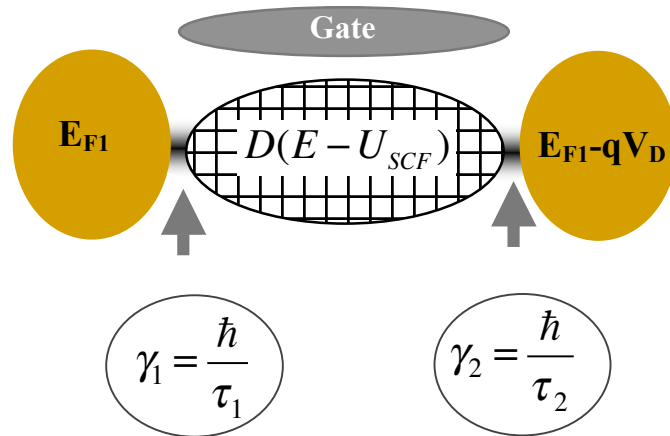 Gate
E_F1
D(E − U_SCF)
E_F1-qV_D
γ₁ = ℏ/τ₁
γ₂ = ℏ/τ₂